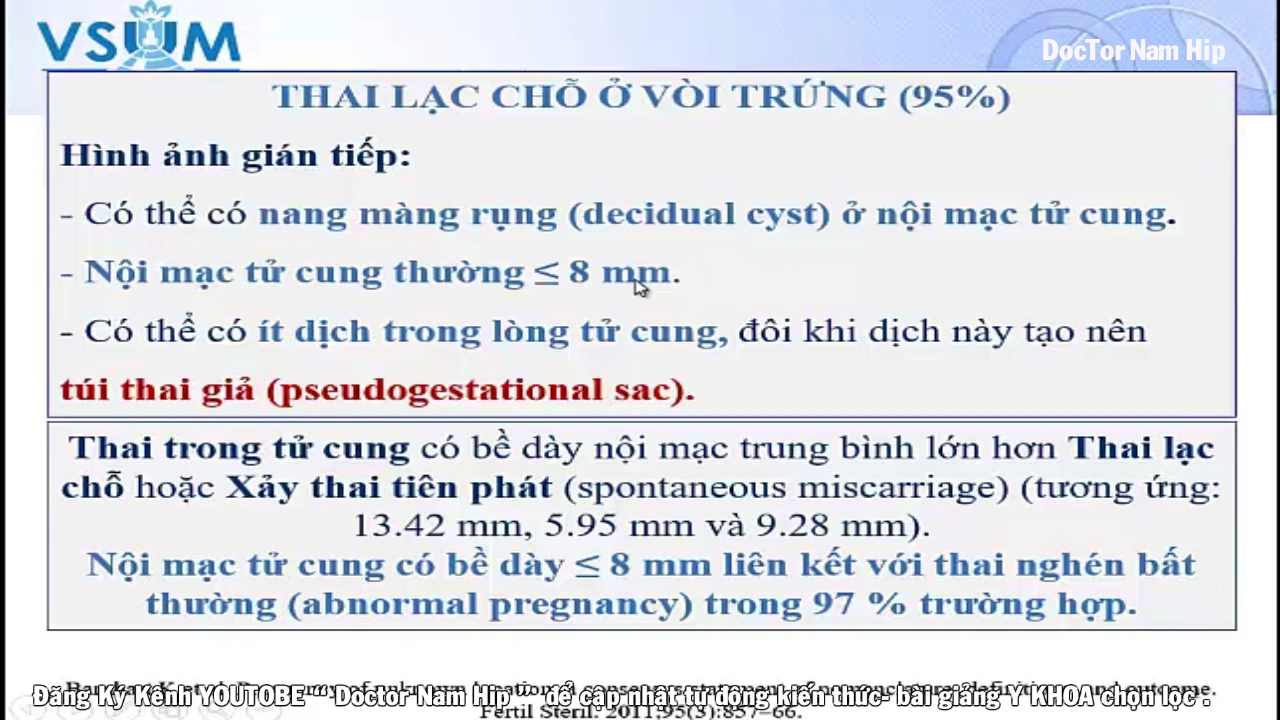 VSUM
DocTor Nam Hip
THAI LẠC CHỖ Ở VÒI TRỨNG (95%)
Hình ảnh gián tiếp:
- Có thể có nang màng rụng (decidual cyst) ở nội mạc tử cung.
- Nội mạc tử cung thường ≤ 8 mm.
- Có thể có ít dịch trong lòng tử cung, đôi khi dịch này tạo nên
túi thai giả (pseudogestational sac).
Thai trong tử cung có bề dày nội mạc trung bình lớn hơn Thai lạc
chỗ hoặc Xảy thai tiên phát (spontaneous miscarriage) (tương ứng:
13.42 mm, 5.95 mm và 9.28 mm).
Nội mạc tử cung có bề dày ≤ 8 mm liên kết với thai nghén bất
thường (abnormal pregnancy) trong 97 % trường hợp.
Đăng Ký Kênh YOUTOBE “ Doctor Nam Hip ” để cập nhật tự động kiến thức- bài giảng Y KHOA chọn lọc .
Fertil Steril. 2011;95(3):857–66.